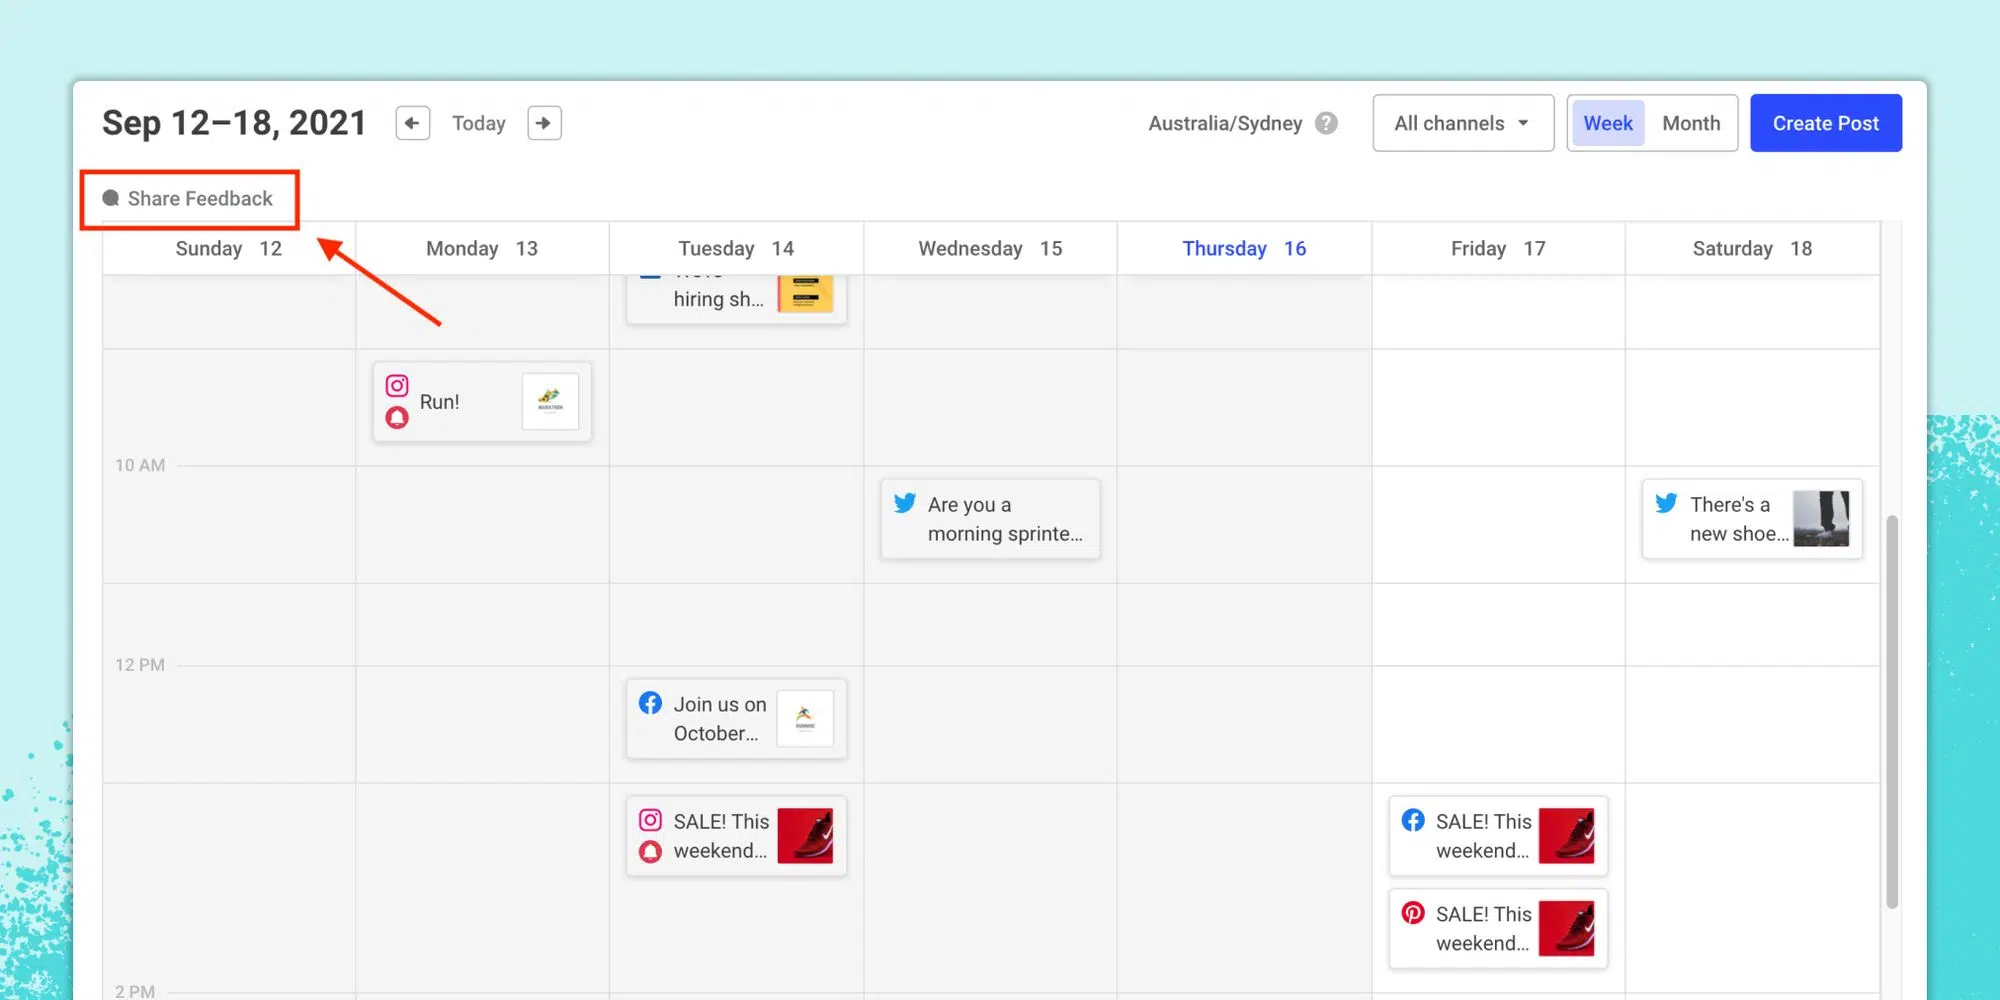 Sep 12–18, 2021
Today
Australia/Sydney ?
All channels
Week
Month
Create Post
Share Feedback
Sunday 12
Monday 13
Tuesday 14
Wednesday 15
Thursday 16
Friday 17
Saturday 18
hiring sh...
Run!
MARATHON
10 AM
Are you a
morning sprinte...
There's a
new shoe...
12 PM
Join us on
October...
SALE! This
weekend...
SALE! This
weekend...
SALE! This
weekend...
2 PM